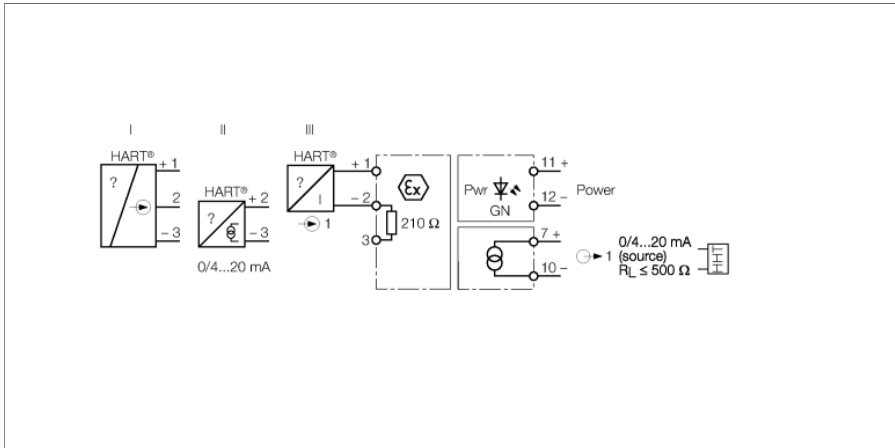 I II III
HART®
? + 1
2
- 3
HART®
? + 2
- 3
0/4...20 mA
HART®
? I
1
+ 1
- 2
3
Ex
210 Ω
Pwr
GN
11 +
12 -
Power
7 +
10 -
1
0/4...20 mA
(source)
RL ≤ 500 Ω